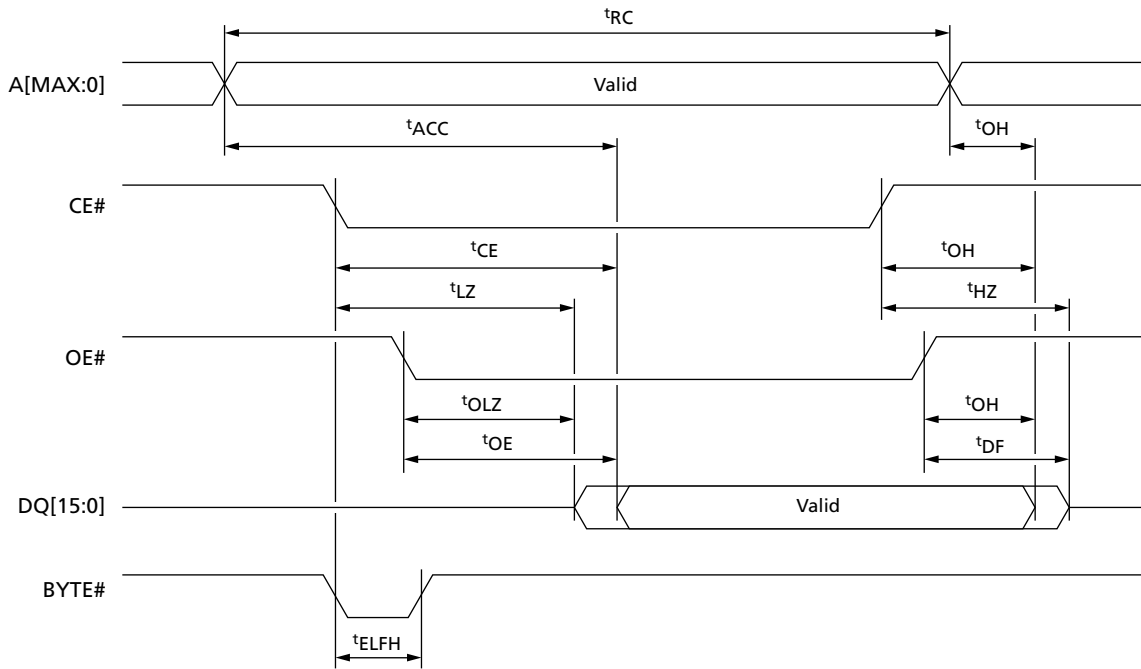 tRC
A[MAX:0]
Valid
tACC
tOH
CE#
tCE
tOH
tLZ
tHZ
OE#
tOLZ
tOH
tOE
tDF
DQ[15:0]
Valid
BYTE#
tELFH